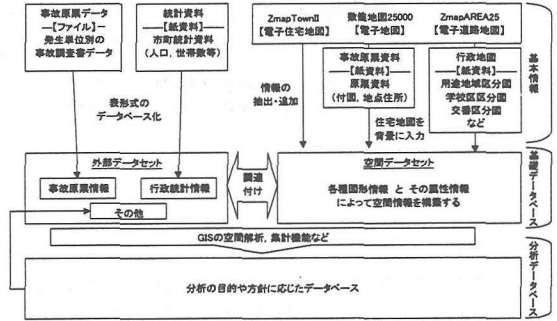 事故原票データ
―【ファイル】―
発生単位別の
事故調査書データ
統計資料
―【紙資料】―
市町統計資料
(人口、世帯数等)
ZmapTownII
【電子住宅地図】
数値地図25000
【電子地図】
ZmapAREA25
【電子道路地図】
事故原票資料
―【紙資料】―
原票資料
(付図、地点住所)
行政地図
―【紙資料】―
用途地域区分図
学校区区分図
交番区分図
など
基本情報
表形式の
データベース化
情報の
抽出・追加
住宅地図を
背景に入力
外部データセット
事故原票情報
行政統計情報
その他
関連
付け
空間データセット
各種図形情報 と その属性情報
によって空間情報を構築する
基礎データベース
GISの空間解析、集計機能など
分析の目的や方針に応じたデータベース
分析データベース